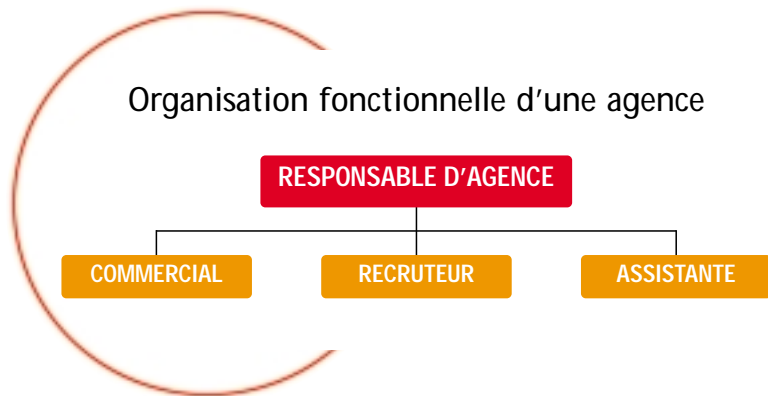 Organisation fonctionnelle d'une agence
RESPONSABLE D'AGENCE
COMMERCIAL
RECRUTEUR
ASSISTANTE